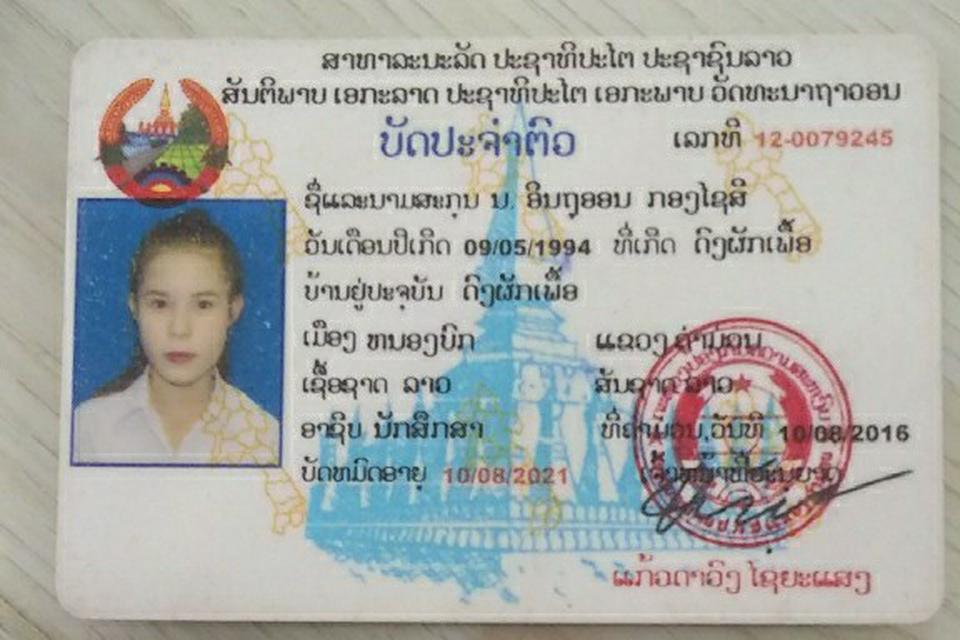 ສາທາລະນະລັດ ປະຊາທິປະໄຕ ປະຊາຊົນລາວ
ສັນຕິພາບ ເອກະລາດ ປະຊາທິປະໄຕ ເອກະພາບ ວັດທະນາຖາວອນ
ບັດປະຈຳຕົວ ເລກທີ 12-0079245
ຊື່ແລະນາມສະກຸນ ນ. ອິນຖຸອອນ ກອງໄຊສີ
ວັນເດືອນປີເກີດ 09/05/1994 ທີ່ເກີດ ດົງຜັກເຟື້ອ
ບ້ານຢູ່ປະຈຸບັນ ດົງຜັກເຟື້ອ
ເມືອງ ຫນອງບົກ ແຂວງ ຄຳມ່ວນ
ເຊື້ອຊາດ ລາວ ສັນຊາດ ລາວ
ອາຊີບ ນັກສຶກສາ ທີ່ຄຳມ່ວນ,ວັນທີ 10/08/2016
ບັດຫມົດອາຍຸ 10/08/2021
ແກ້ວດາວົງ ໄຊຍະແສງ